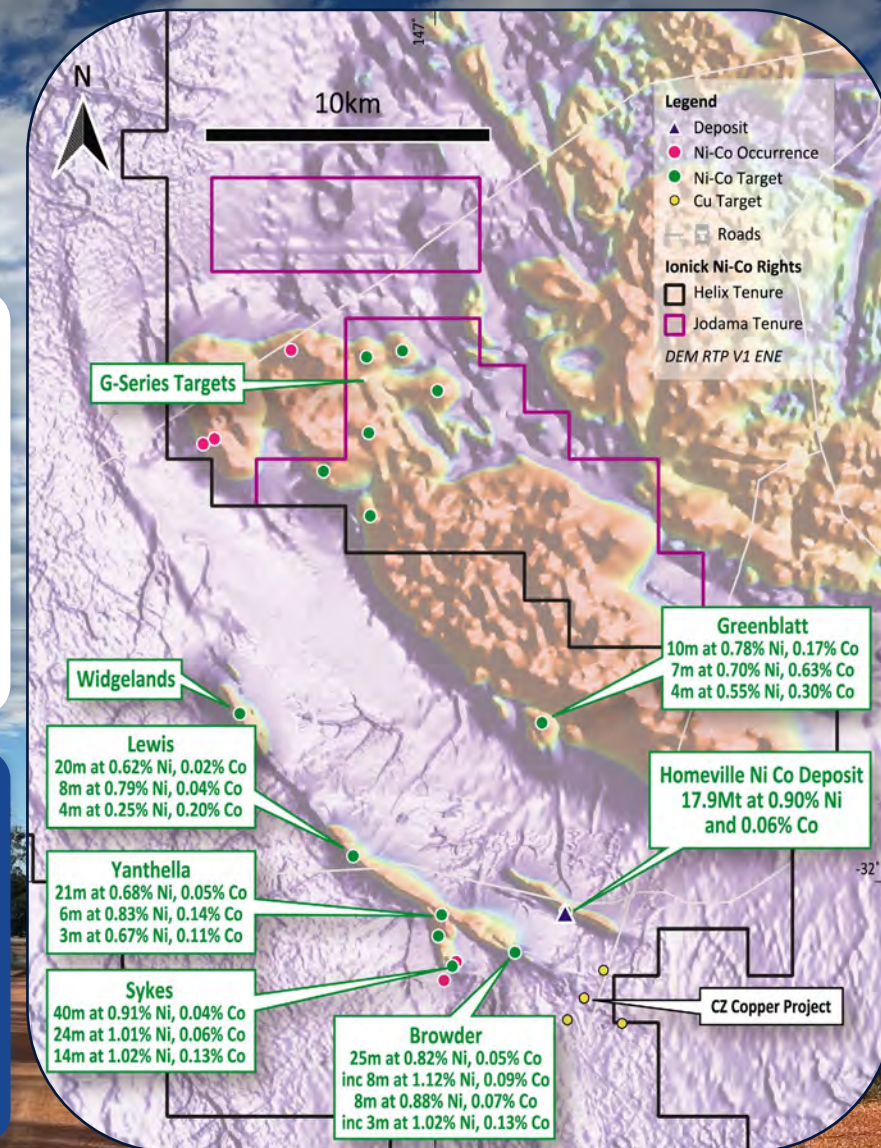 147°
N
10km
Legend
Deposit
Ni-Co Occurrence
Ni-Co Target
Cu Target
Roads
Ionick Ni-Co Rights
Helix Tenure
Jodama Tenure
DEM RTP V1 ENE
G-Series Targets
Greenblatt
10m at 0.78% Ni, 0.17% Co
7m at 0.70% Ni, 0.63% Co
4m at 0.55% Ni, 0.30% Co
Widgelands
Lewis
20m at 0.62% Ni, 0.02% Co
8m at 0.79% Ni, 0.04% Co
4m at 0.25% Ni, 0.20% Co
Homeville Ni Co Deposit
17.9Mt at 0.90% Ni
and 0.06% Co
-32°
Yanthella
21m at 0.68% Ni, 0.05% Co
6m at 0.83% Ni, 0.14% Co
3m at 0.67% Ni, 0.11% Co
Sykes
40m at 0.91% Ni, 0.04% Co
24m at 1.01% Ni, 0.06% Co
14m at 1.02% Ni, 0.13% Co
CZ Copper Project
Browder
25m at 0.82% Ni, 0.05% Co
inc 8m at 1.12% Ni, 0.09% Co
8m at 0.88% Ni, 0.07% Co
inc 3m at 1.02% Ni, 0.13% Co